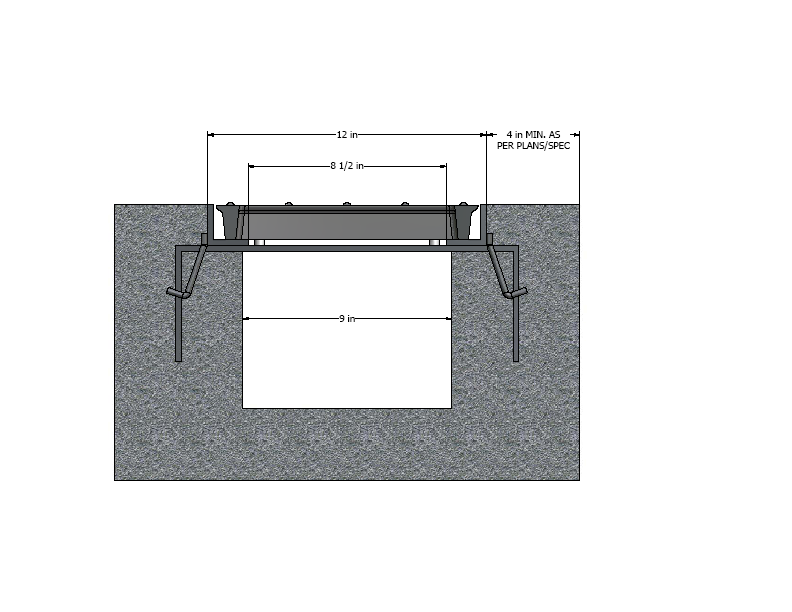 12 in
4 in MIN. AS
PER PLANS/SPEC
8 1/2 in
9 in